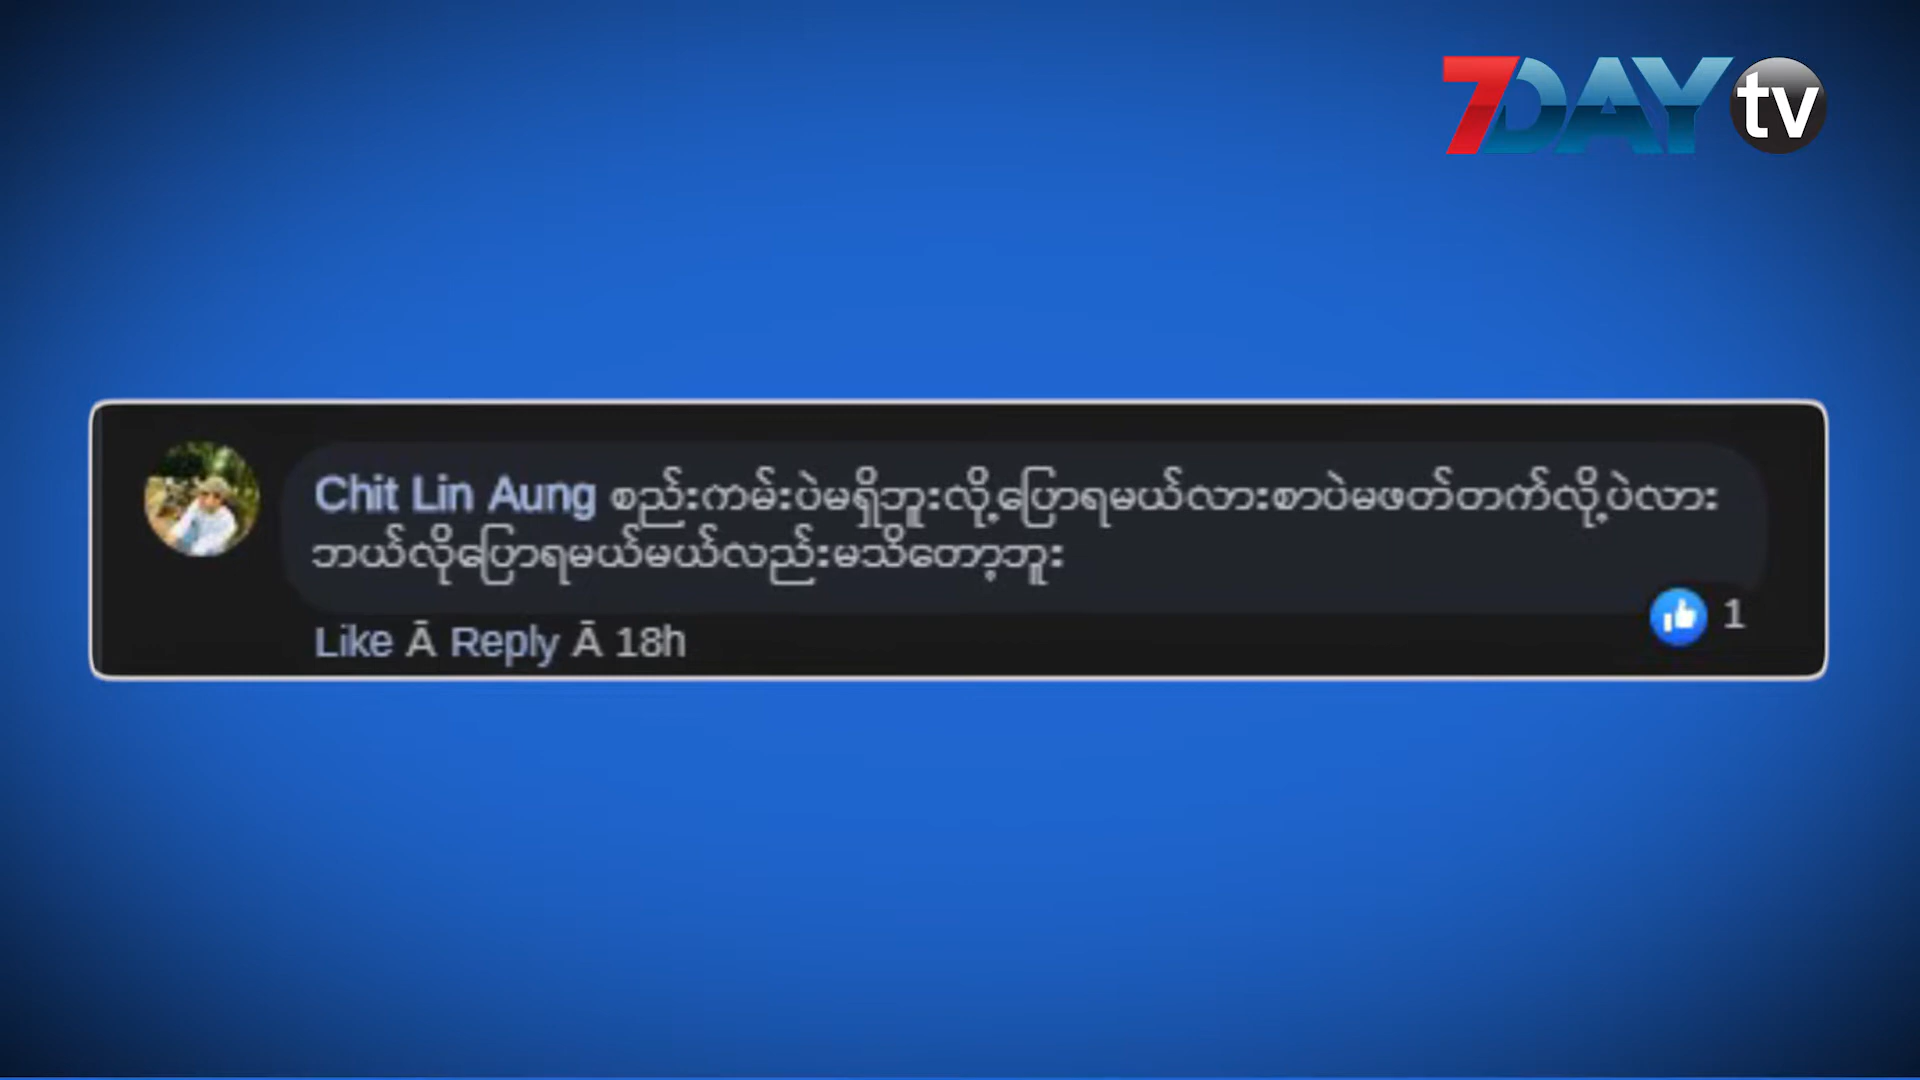 7DAY tv
Chit Lin Aung စည်းကမ်းပဲမရှိဘူးလို့ပြောရမယ်လားစာပဲမဖတ်တက်လို့ပဲလား
ဘယ်လိုပြောရမယ်မယ်လည်းမသိတော့ဘူး
Like Ā Reply Ā 18h
1